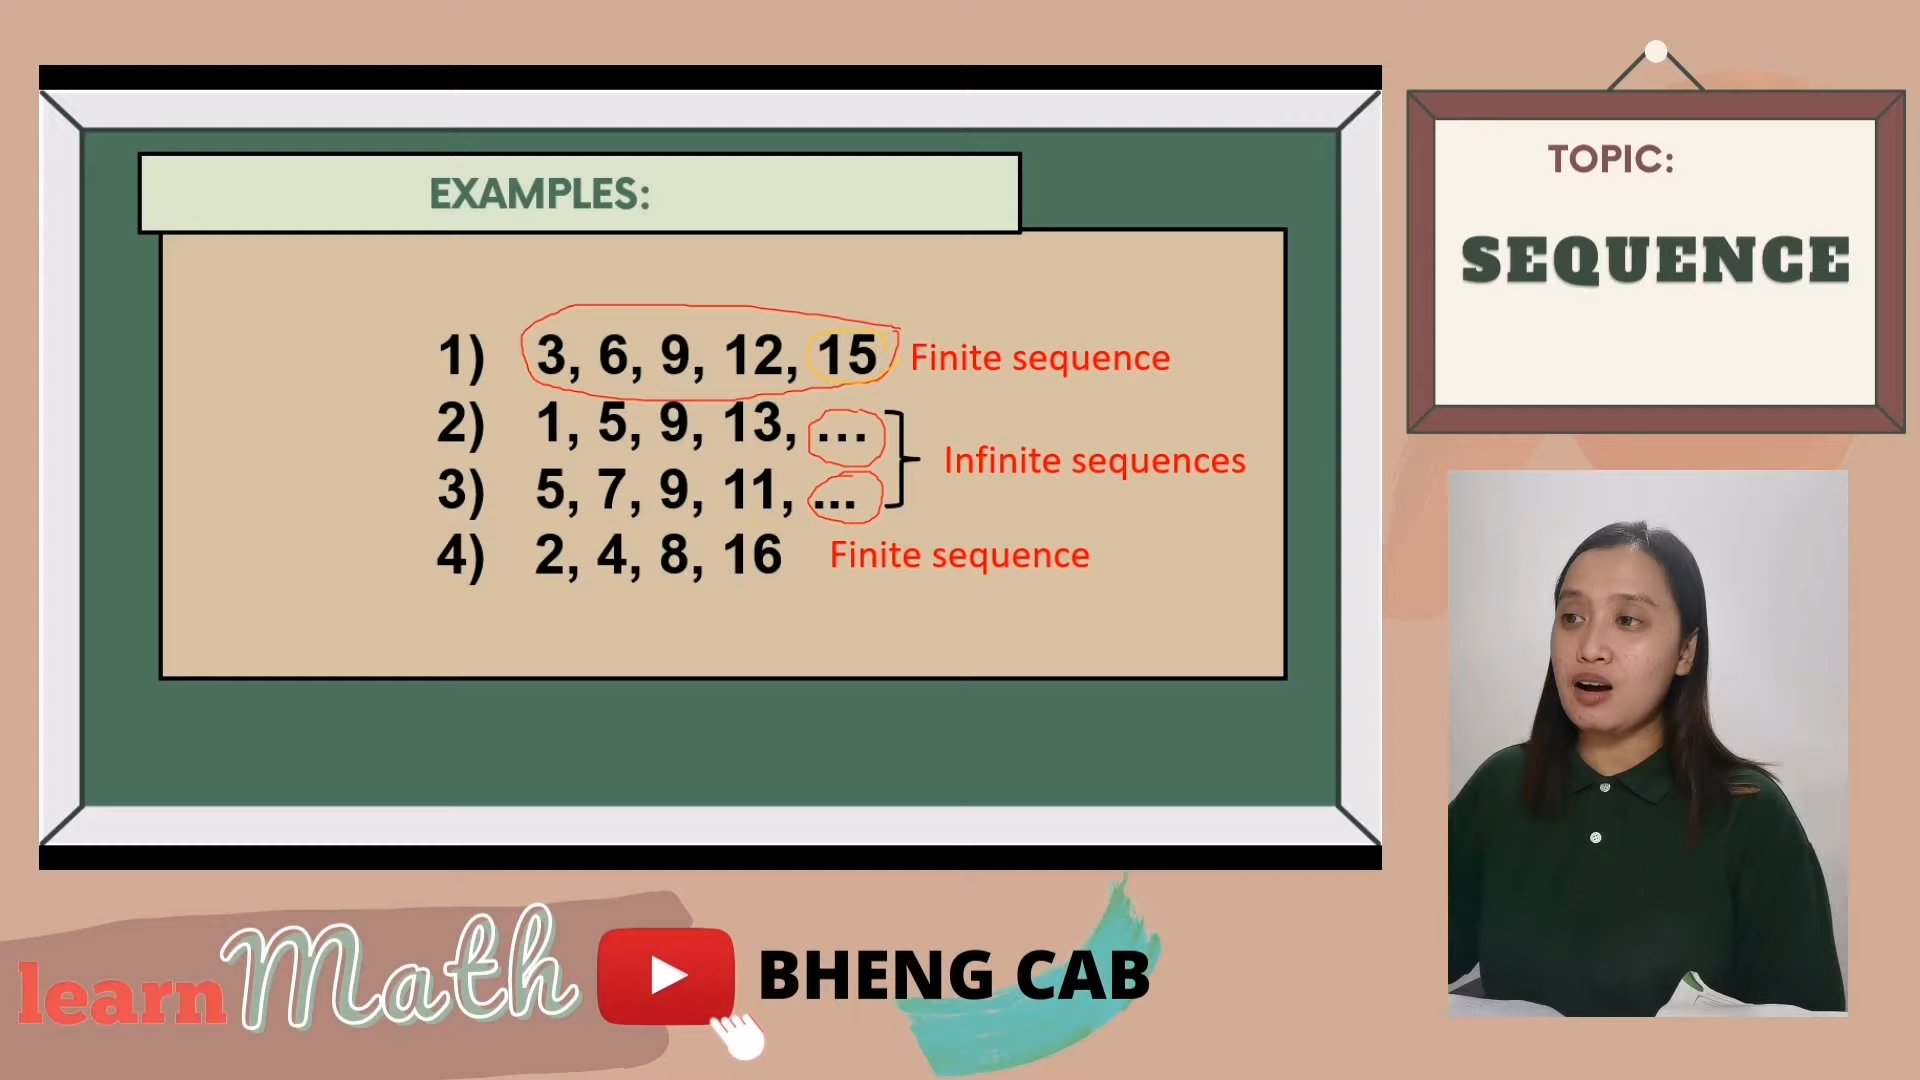 EXAMPLES:
1) 3, 6, 9, 12, 15 Finite sequence
2) 1, 5, 9, 13, ...
Infinite sequences
3) 5, 7, 9, 11, ...
4) 2, 4, 8, 16 Finite sequence
TOPIC:
SEQUENCE
learn Math BHENG CAB